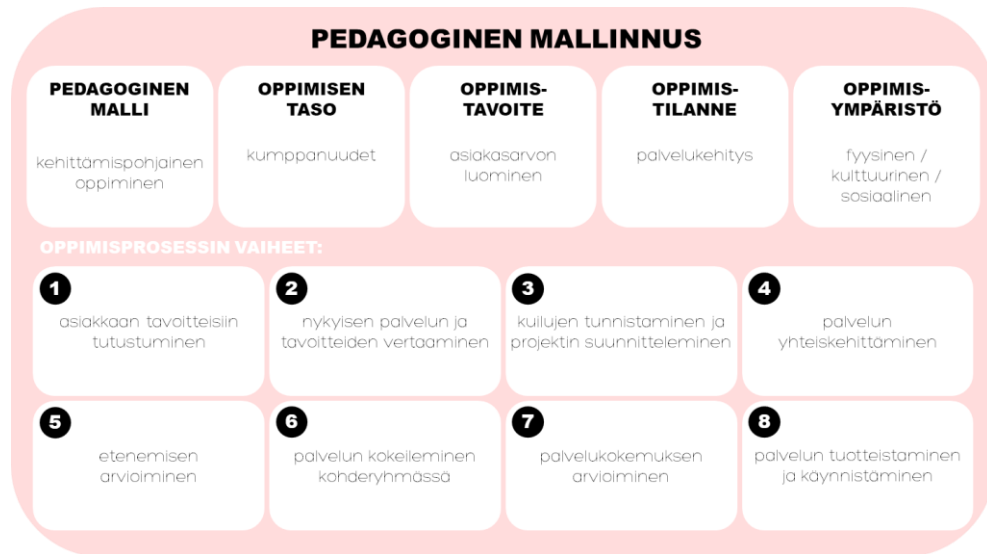 PEDAGOGINEN MALLINNUS
PEDAGOGINEN
MALLI
kehittämispohjainen
oppiminen
OPPIMISEN
TASO
kumppanuudet
OPPIMIS-
TAVOITE
asiakasarvon
luominen
OPPIMIS-
TILANNE
palvelukehitys
OPPIMIS-
YMPÄRISTÖ
fyysinen /
kulttuurinen /
sosiaalinen
OPPIMISPROSESSIN VAIHEET:
1
asiakkaan tavoitteisiin
tutustuminen
2
nykyisen palvelun ja
tavoitteiden vertaaminen
3
kuilujen tunnistaminen ja
projektin suunnitteleminen
4
palvelun
yhteiskehittäminen
5
etenemisen
arvioiminen
6
palvelun kokeileminen
kohderyhmässä
7
palvelukokemuksen
arvioiminen
8
palvelun tuotteistaminen
ja käynnistäminen